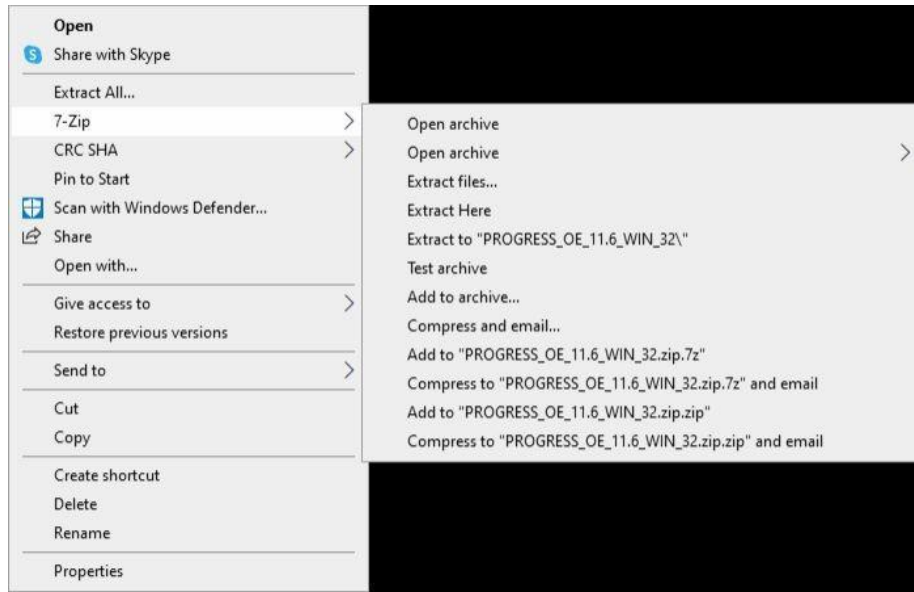 Open
Share with Skype
Extract All...
7-Zip
CRC SHA
Pin to Start
Scan with Windows Defender...
Share
Open with...
Give access to
Restore previous versions
Send to
Cut
Copy
Create shortcut
Delete
Rename
Properties
Open archive
Open archive
Extract files...
Extract Here
Extract to "PROGRESS_OE_11.6_WIN_32\"
Test archive
Add to archive...
Compress and email...
Add to "PROGRESS_OE_11.6_WIN_32.zip.7z"
Compress to "PROGRESS_OE_11.6_WIN_32.zip.7z" and email
Add to "PROGRESS_OE_11.6_WIN_32.zip.zip"
Compress to "PROGRESS_OE_11.6_WIN_32.zip.zip" and email